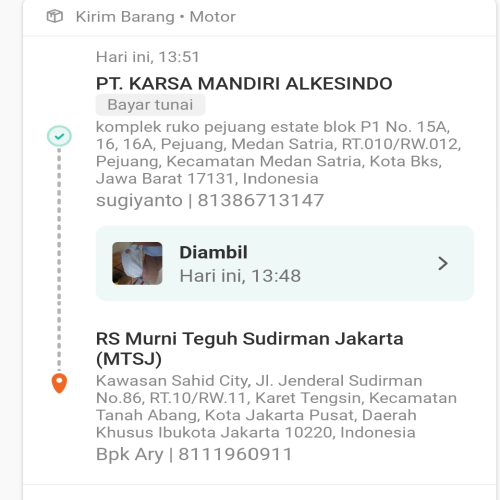 Kirim Barang • Motor
Hari ini, 13:51
PT. KARSA MANDIRI ALKESINDO
Bayar tunai
komplek ruko pejuang estate blok P1 No. 15A,
16, 16A, Pejuang, Medan Satria, RT.010/RW.012,
Pejuang, Kecamatan Medan Satria, Kota Bks,
Jawa Barat 17131, Indonesia
sugiyanto | 81386713147
Diambil
Hari ini, 13:48
RS Murni Teguh Sudirman Jakarta
(MTSJ)
Kawasan Sahid City, Jl. Jenderal Sudirman
No.86, RT.10/RW.11, Karet Tengsin, Kecamatan
Tanah Abang, Kota Jakarta Pusat, Daerah
Khusus Ibukota Jakarta 10220, Indonesia
Bpk Ary | 8111960911